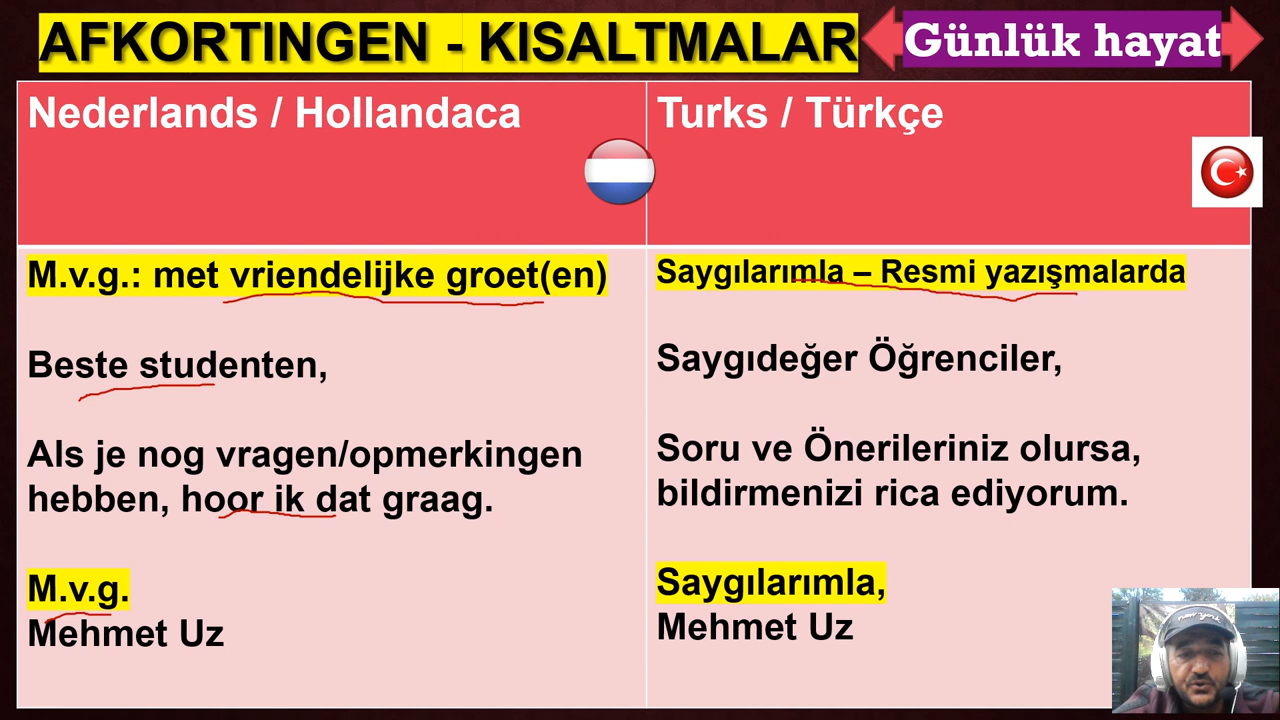 AFKORTINGEN - KISALTMALAR
Günlük hayat
Nederlands / Hollandaca
Turks / Türkçe
M.v.g.: met vriendelijke groet(en)
Beste studenten,
Als je nog vragen/opmerkingen
hebben, hoor ik dat graag.
M.v.g.
Mehmet Uz
Saygılarımla – Resmi yazışmalarda
Saygıdeğer Öğrenciler,
Soru ve Önerileriniz olursa,
bildirmenizi rica ediyorum.
Saygılarımla,
Mehmet Uz
new york